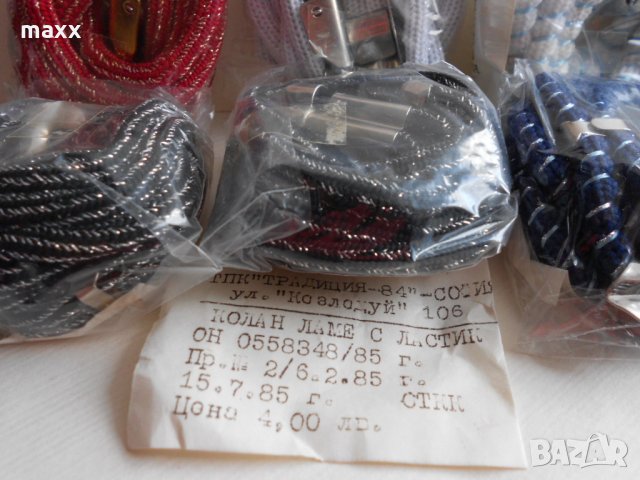 maxx
ТПК"ТРАДИЦИЯ-84"-СОФИЯ
ул."Козлодуй" 106
КОЛАН ЛАМЕ С ЛАСТИК
ОН 0558348/85 г.
Пр.№ 2/6.2.85 г.
15.7.85 г. СТКК
Цена 4,00 лв.
BAZAR